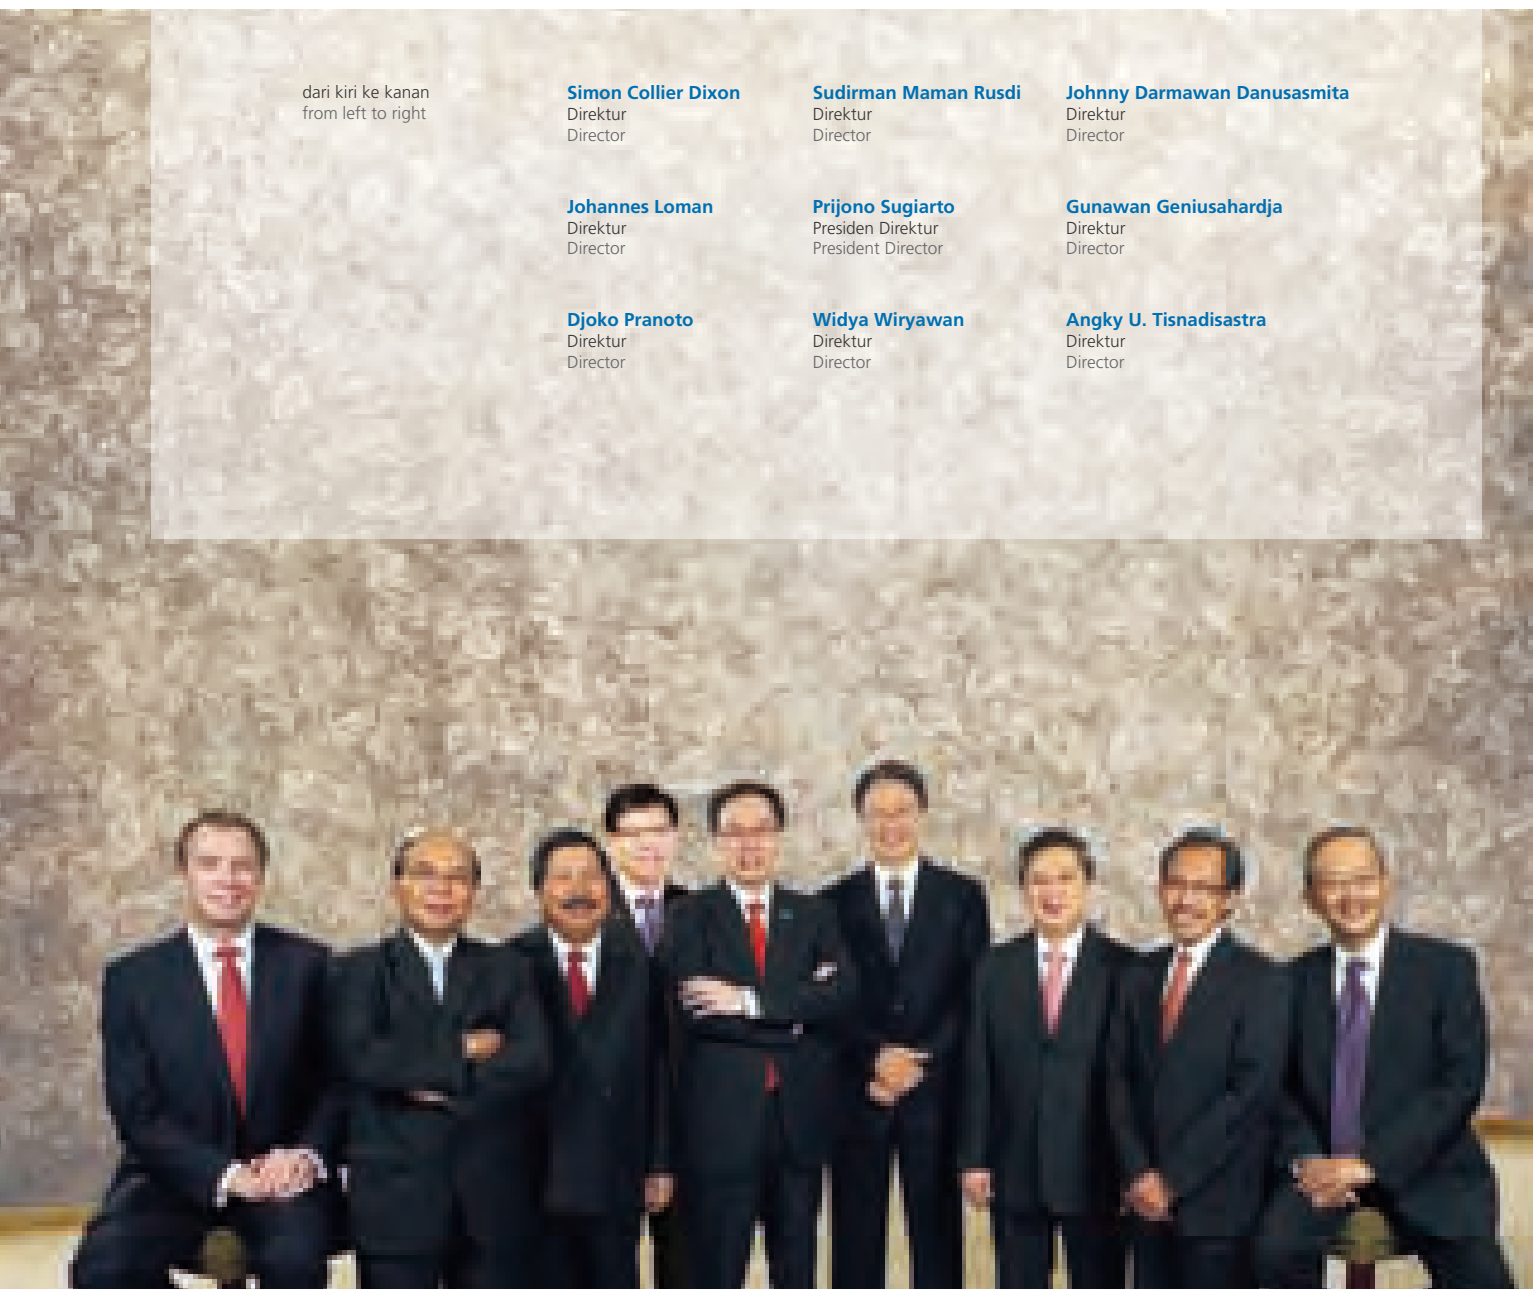 dari kiri ke kanan
from left to right
Simon Collier Dixon
Direktur
Director
Sudirman Maman Rusdi
Direktur
Director
Johnny Darmawan Danusasmita
Direktur
Director
Johannes Loman
Direktur
Director
Prijono Sugiarto
Presiden Direktur
President Director
Gunawan Geniusahardja
Direktur
Director
Djoko Pranoto
Direktur
Director
Widya Wiryawan
Direktur
Director
Angky U. Tisnadisastra
Direktur
Director